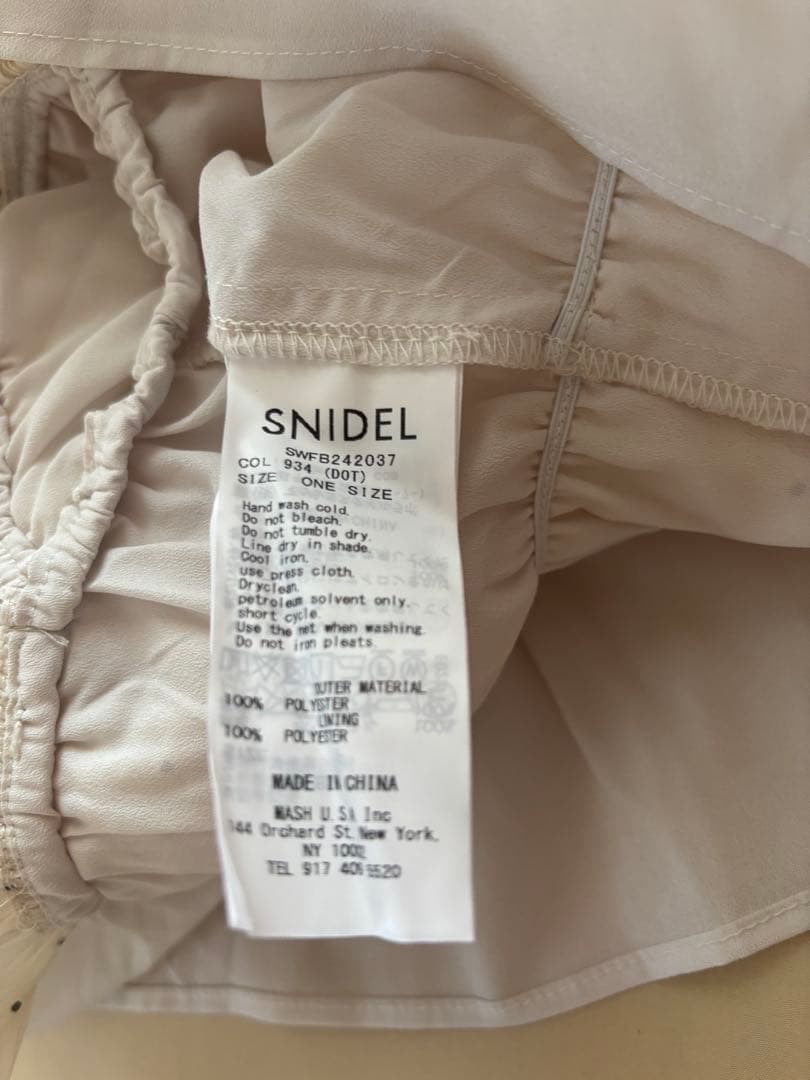 SNIDEL
SWFB242037
COL 934 (DOT)
SIZE ONE SIZE
Hand wash cold.
Do not bleach.
Do not tumble dry.
Line dry in shade.
Cool iron.
use press cloth.
Dryclean.
petroleum solvent only.
short cycle.
Use the net when washing.
Do not iron pleats.
OUTER MATERIAL
100% POLYESTER
LINING
100% POLYESTER
MADE IN CHINA
MASH U.S.A Inc
Orchard St. New York,
NY
TEL 917